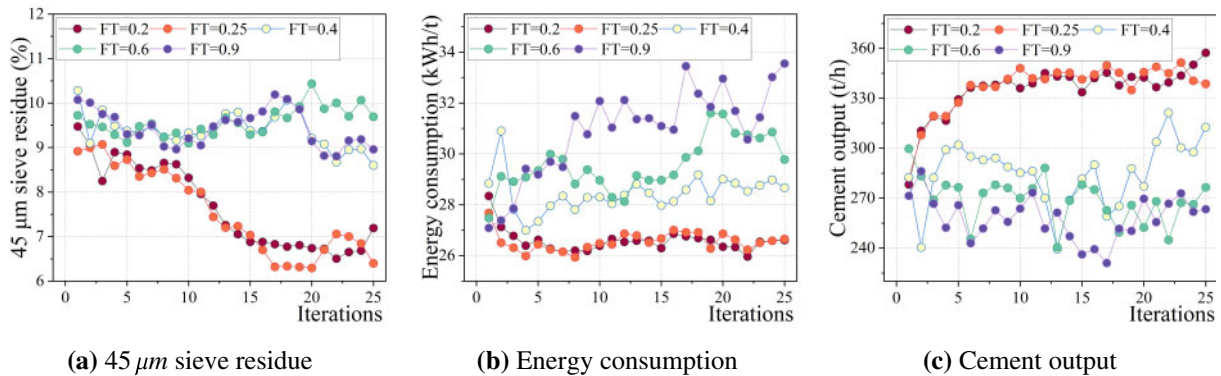 FT=0.2 FT=0.25 FT=0.4
FT=0.6 FT=0.9
45 μm sieve residue (%)
12
11
10
9
8
7
6
0 5 10 15 20 25
Iterations
(a) 45 μm sieve residue
FT=0.2 FT=0.25 FT=0.4
FT=0.6 FT=0.9
Energy consumption (kWh/t)
34
32
30
28
26
0 5 10 15 20 25
Iterations
(b) Energy consumption
FT=0.2 FT=0.25 FT=0.4
FT=0.6 FT=0.9
Cement output (t/h)
360
330
300
270
240
0 5 10 15 20 25
Iterations
(c) Cement output